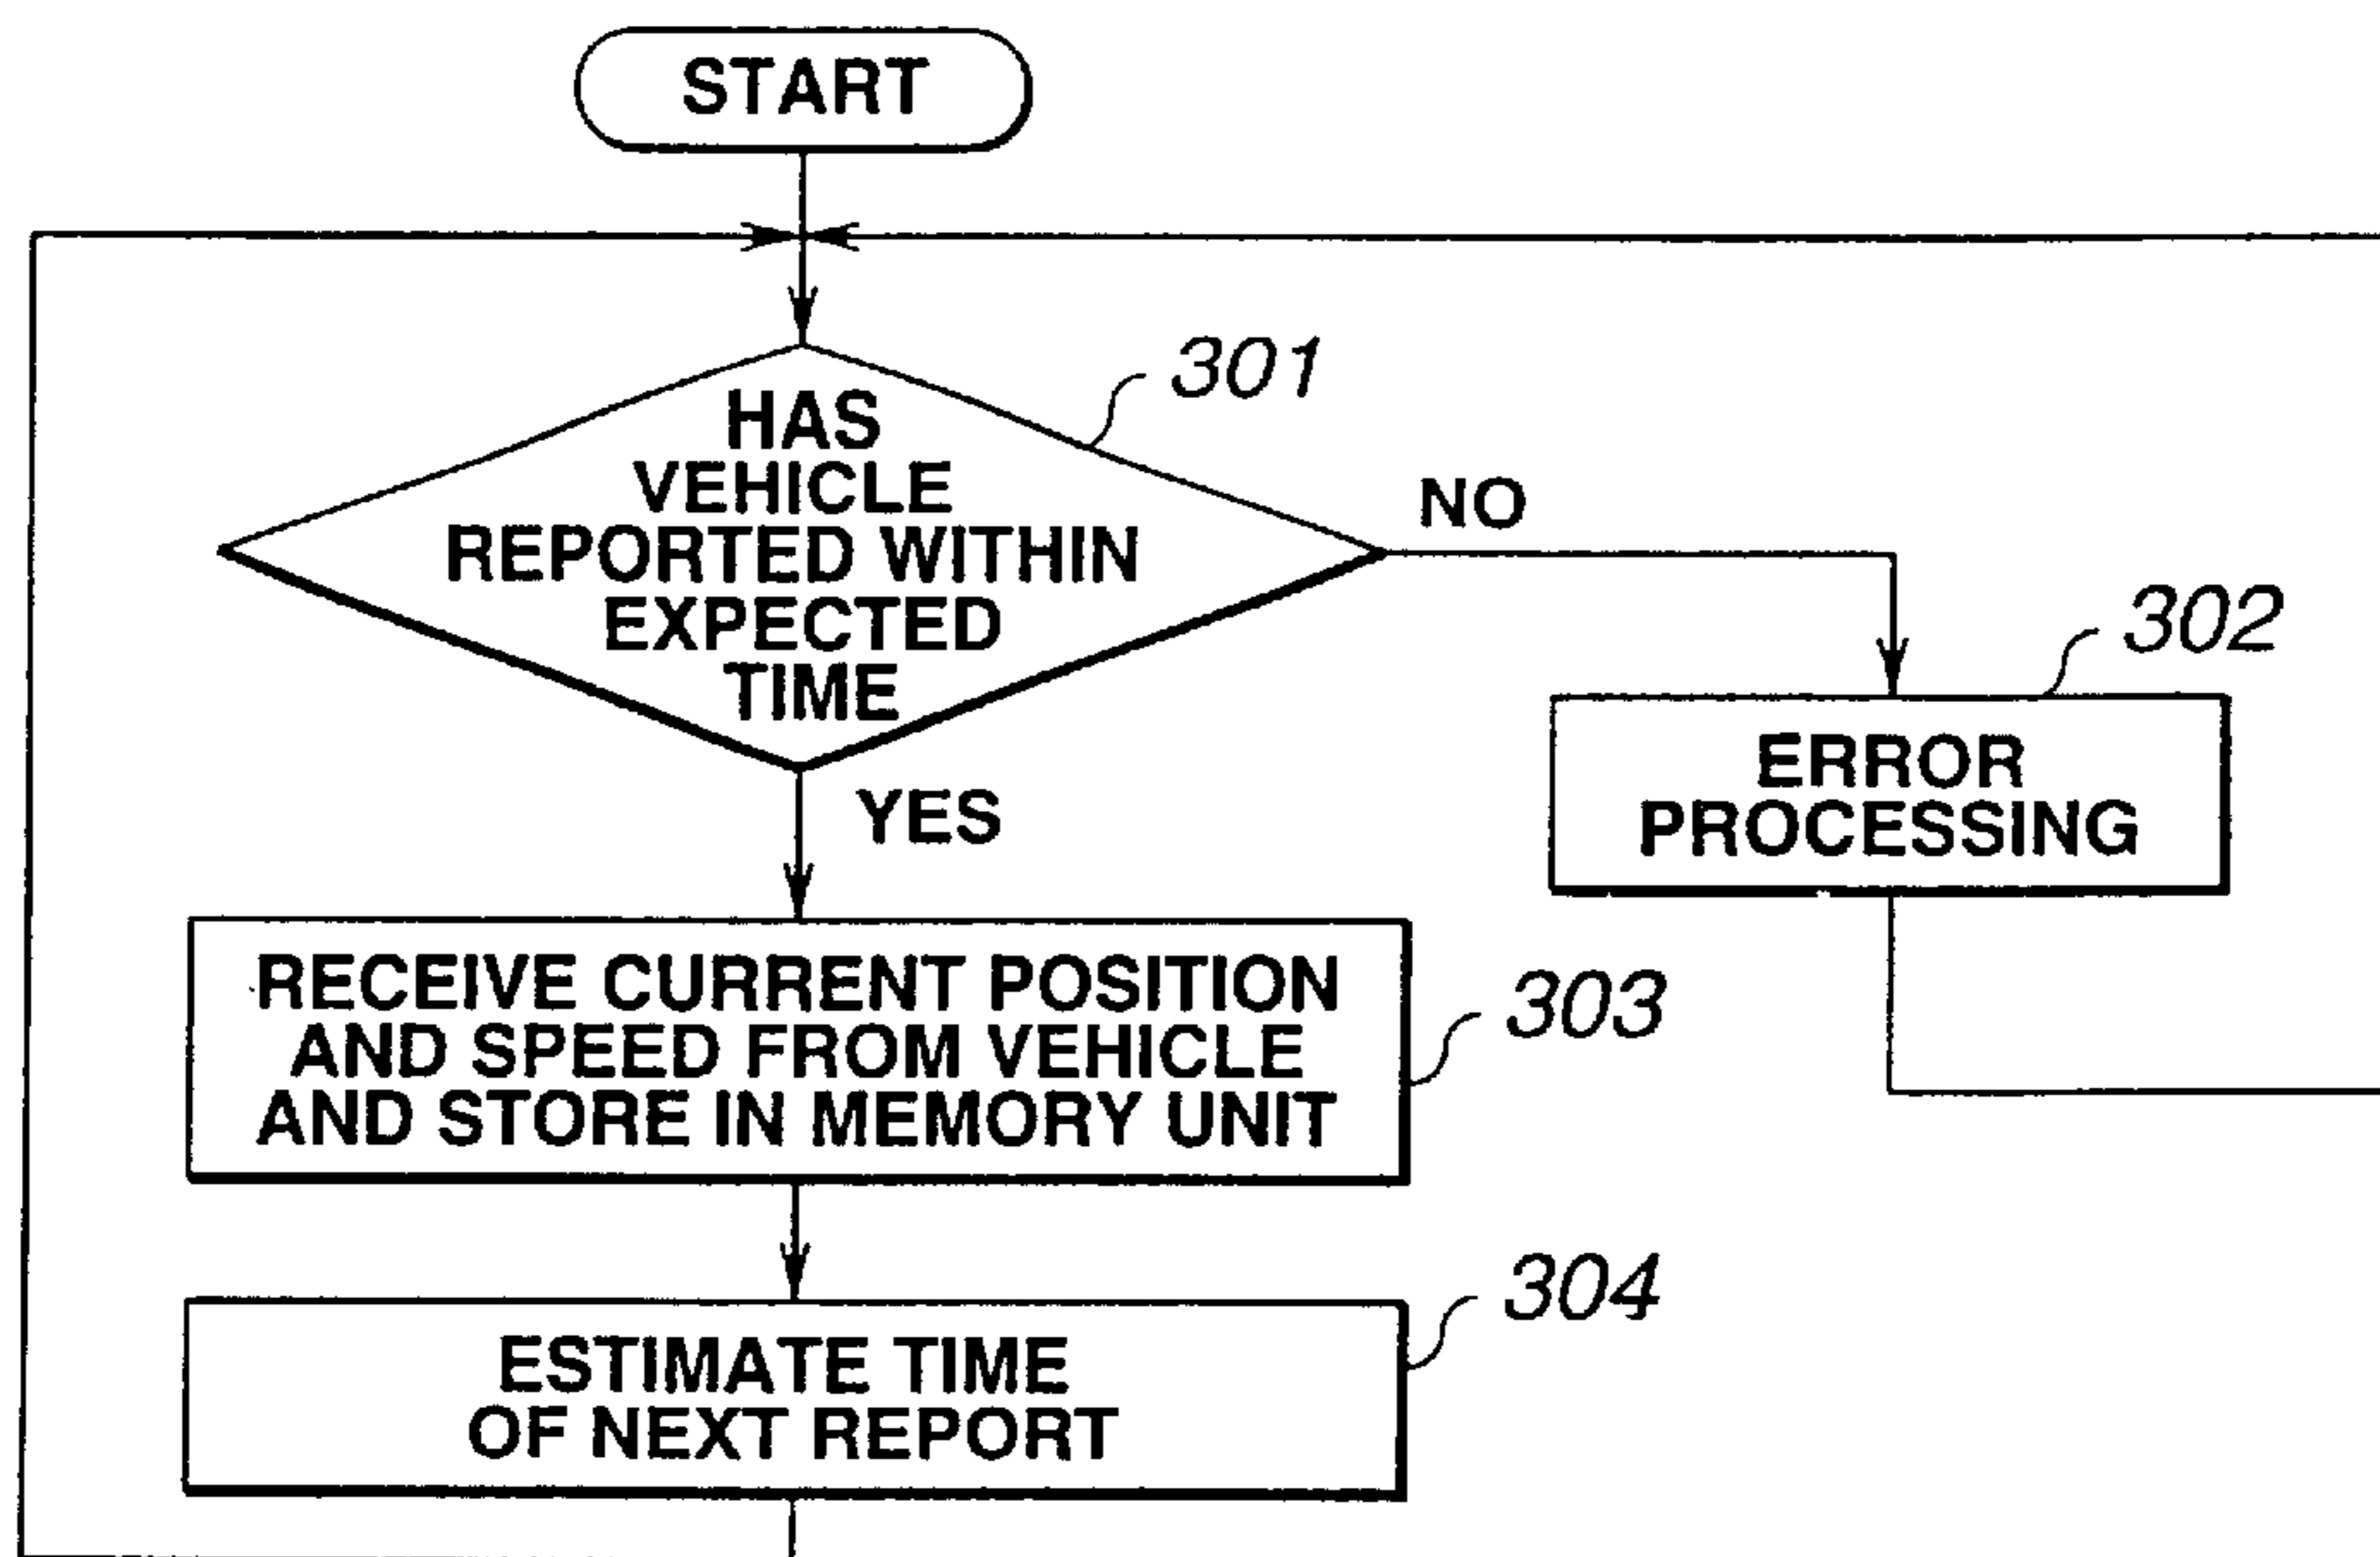 START
301
HAS
VEHICLE
REPORTED WITHIN
EXPECTED
TIME
NO
302
ERROR
PROCESSING
YES
RECEIVE CURRENT POSITION
AND SPEED FROM VEHICLE
AND STORE IN MEMORY UNIT
303
304
ESTIMATE TIME
OF NEXT REPORT